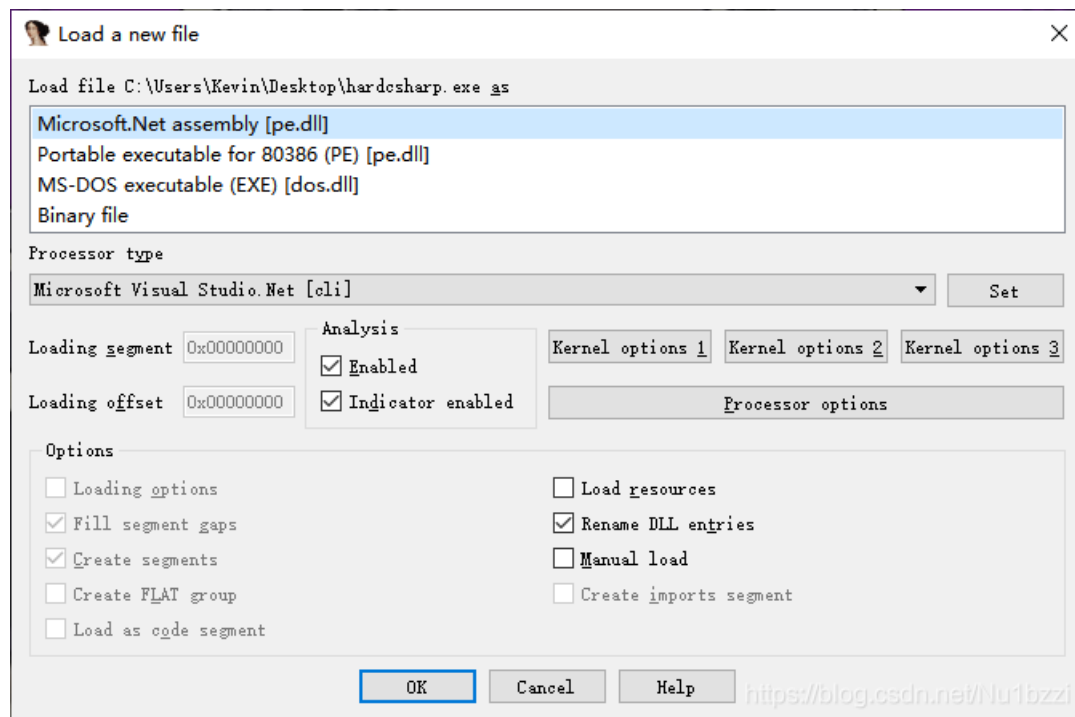 Load a new file
Load file C:\Users\Kevin\Desktop\hardcsharp.exe as
Microsoft.Net assembly [pe.dll]
Portable executable for 80386 (PE) [pe.dll]
MS-DOS executable (EXE) [dos.dll]
Binary file
Processor type
Microsoft Visual Studio.Net [cli]
Set
Loading segment 0x00000000
Analysis
Enabled
Kernel options 1 Kernel options 2 Kernel options 3
Loading offset 0x00000000
Indicator enabled
Processor options
Options
Loading options
Load resources
Fill segment gaps
Rename DLL entries
Create segments
Manual load
Create FLAT group
Create imports segment
Load as code segment
OK Cancel Help
https://blog.csdn.net/Nu1bzzi